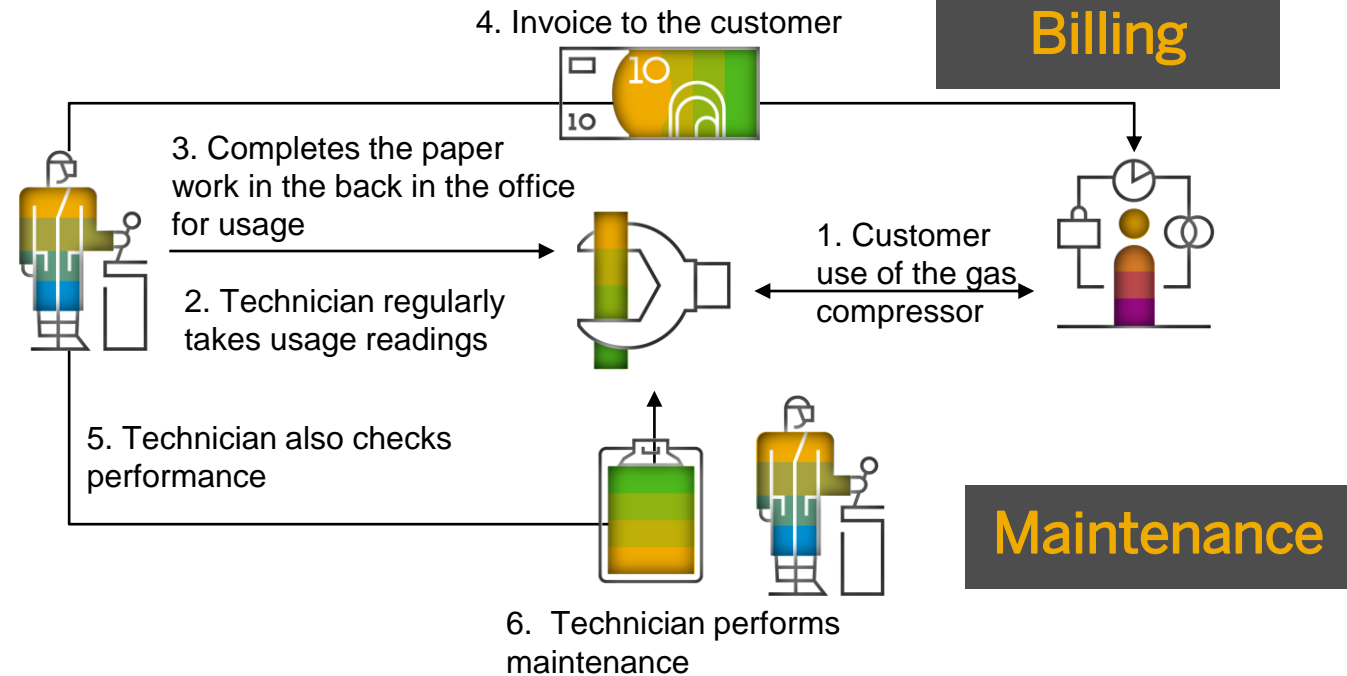 4. Invoice to the customer
Billing
10
10
3. Completes the paper
work in the back in the office
for usage
1. Customer
use of the gas
compressor
2. Technician regularly
takes usage readings
5. Technician also checks
performance
Maintenance
6. Technician performs
maintenance